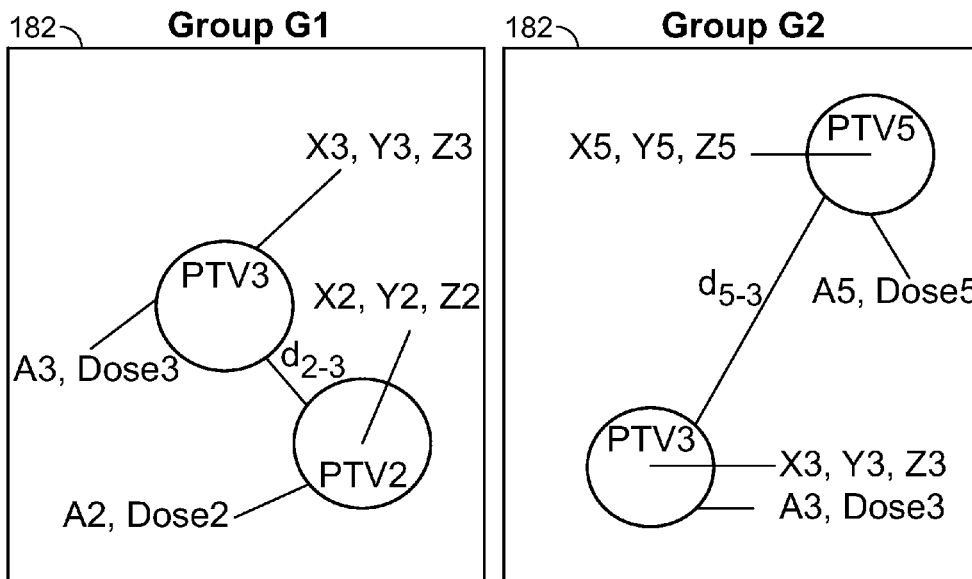 182
Group G1
X3, Y3, Z3
PTV3
X2, Y2, Z2
A3, Dose3
d2-3
PTV2
A2, Dose2
182
Group G2
PTV5
X5, Y5, Z5
d5-3
A5, Dose5
PTV3
X3, Y3, Z3
A3, Dose3